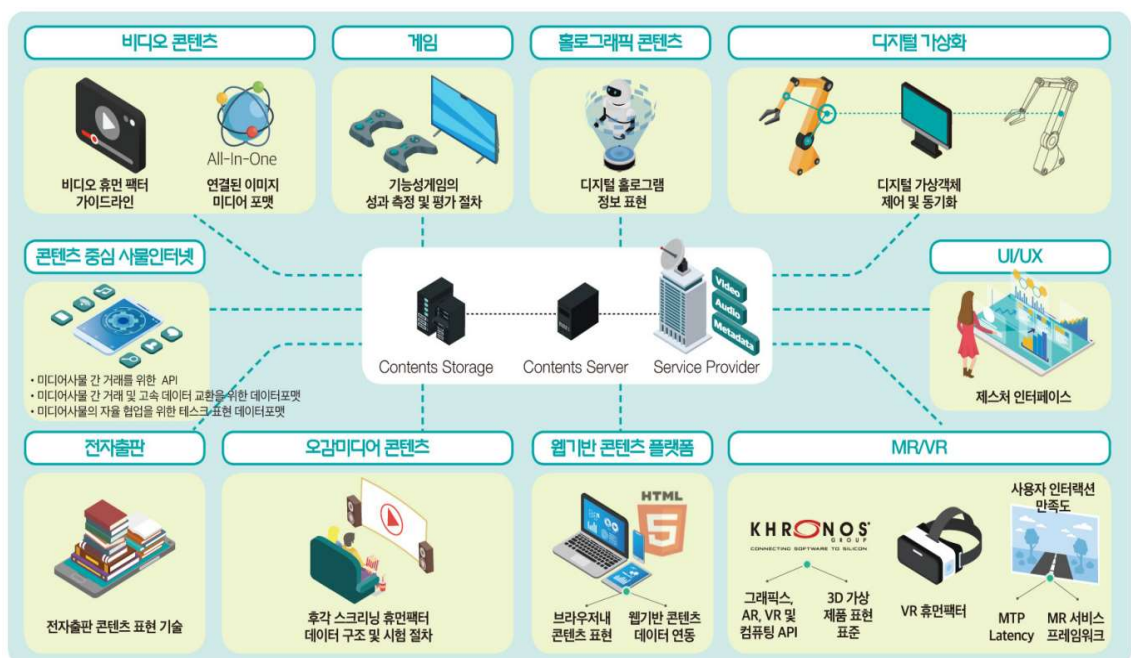 비디오 콘텐츠
All-In-One
비디오 휴먼 팩터
가이드라인
연결된 이미지
미디어 포맷
게임
기능성게임의
성과 측정 및 평가 절차
홀로그래픽 콘텐츠
디지털 홀로그램
정보 표현
디지털 가상화
디지털 가상객체
제어 및 동기화
콘텐츠 중심 사물인터넷
• 미디어사물 간 거래를 위한 API
• 미디어사물 간 거래 및 고속 데이터 교환을 위한 데이터포맷
• 미디어사물의 자율 협업을 위한 테스크 표현 데이터포맷
Contents Storage
Contents Server
Service Provider
Video
Audio
Metadata
UI/UX
제스처 인터페이스
전자출판
전자출판 콘텐츠 표현 기술
오감미디어 콘텐츠
후각 스크리닝 휴먼팩터
데이터 구조 및 시험 절차
웹기반 콘텐츠 플랫폼
HTML
5
브라우저내
콘텐츠 표현
웹기반 콘텐츠
데이터 연동
MR/VR
KHRONOS
GROUP
CONNECTING SOFTWARE TO SILICON
그래픽스,
AR, VR 및
컴퓨팅 API
3D 가상
제품 표현
표준
VR 휴먼팩터
사용자 인터랙션
만족도
MTP
Latency
MR 서비스
프레임워크